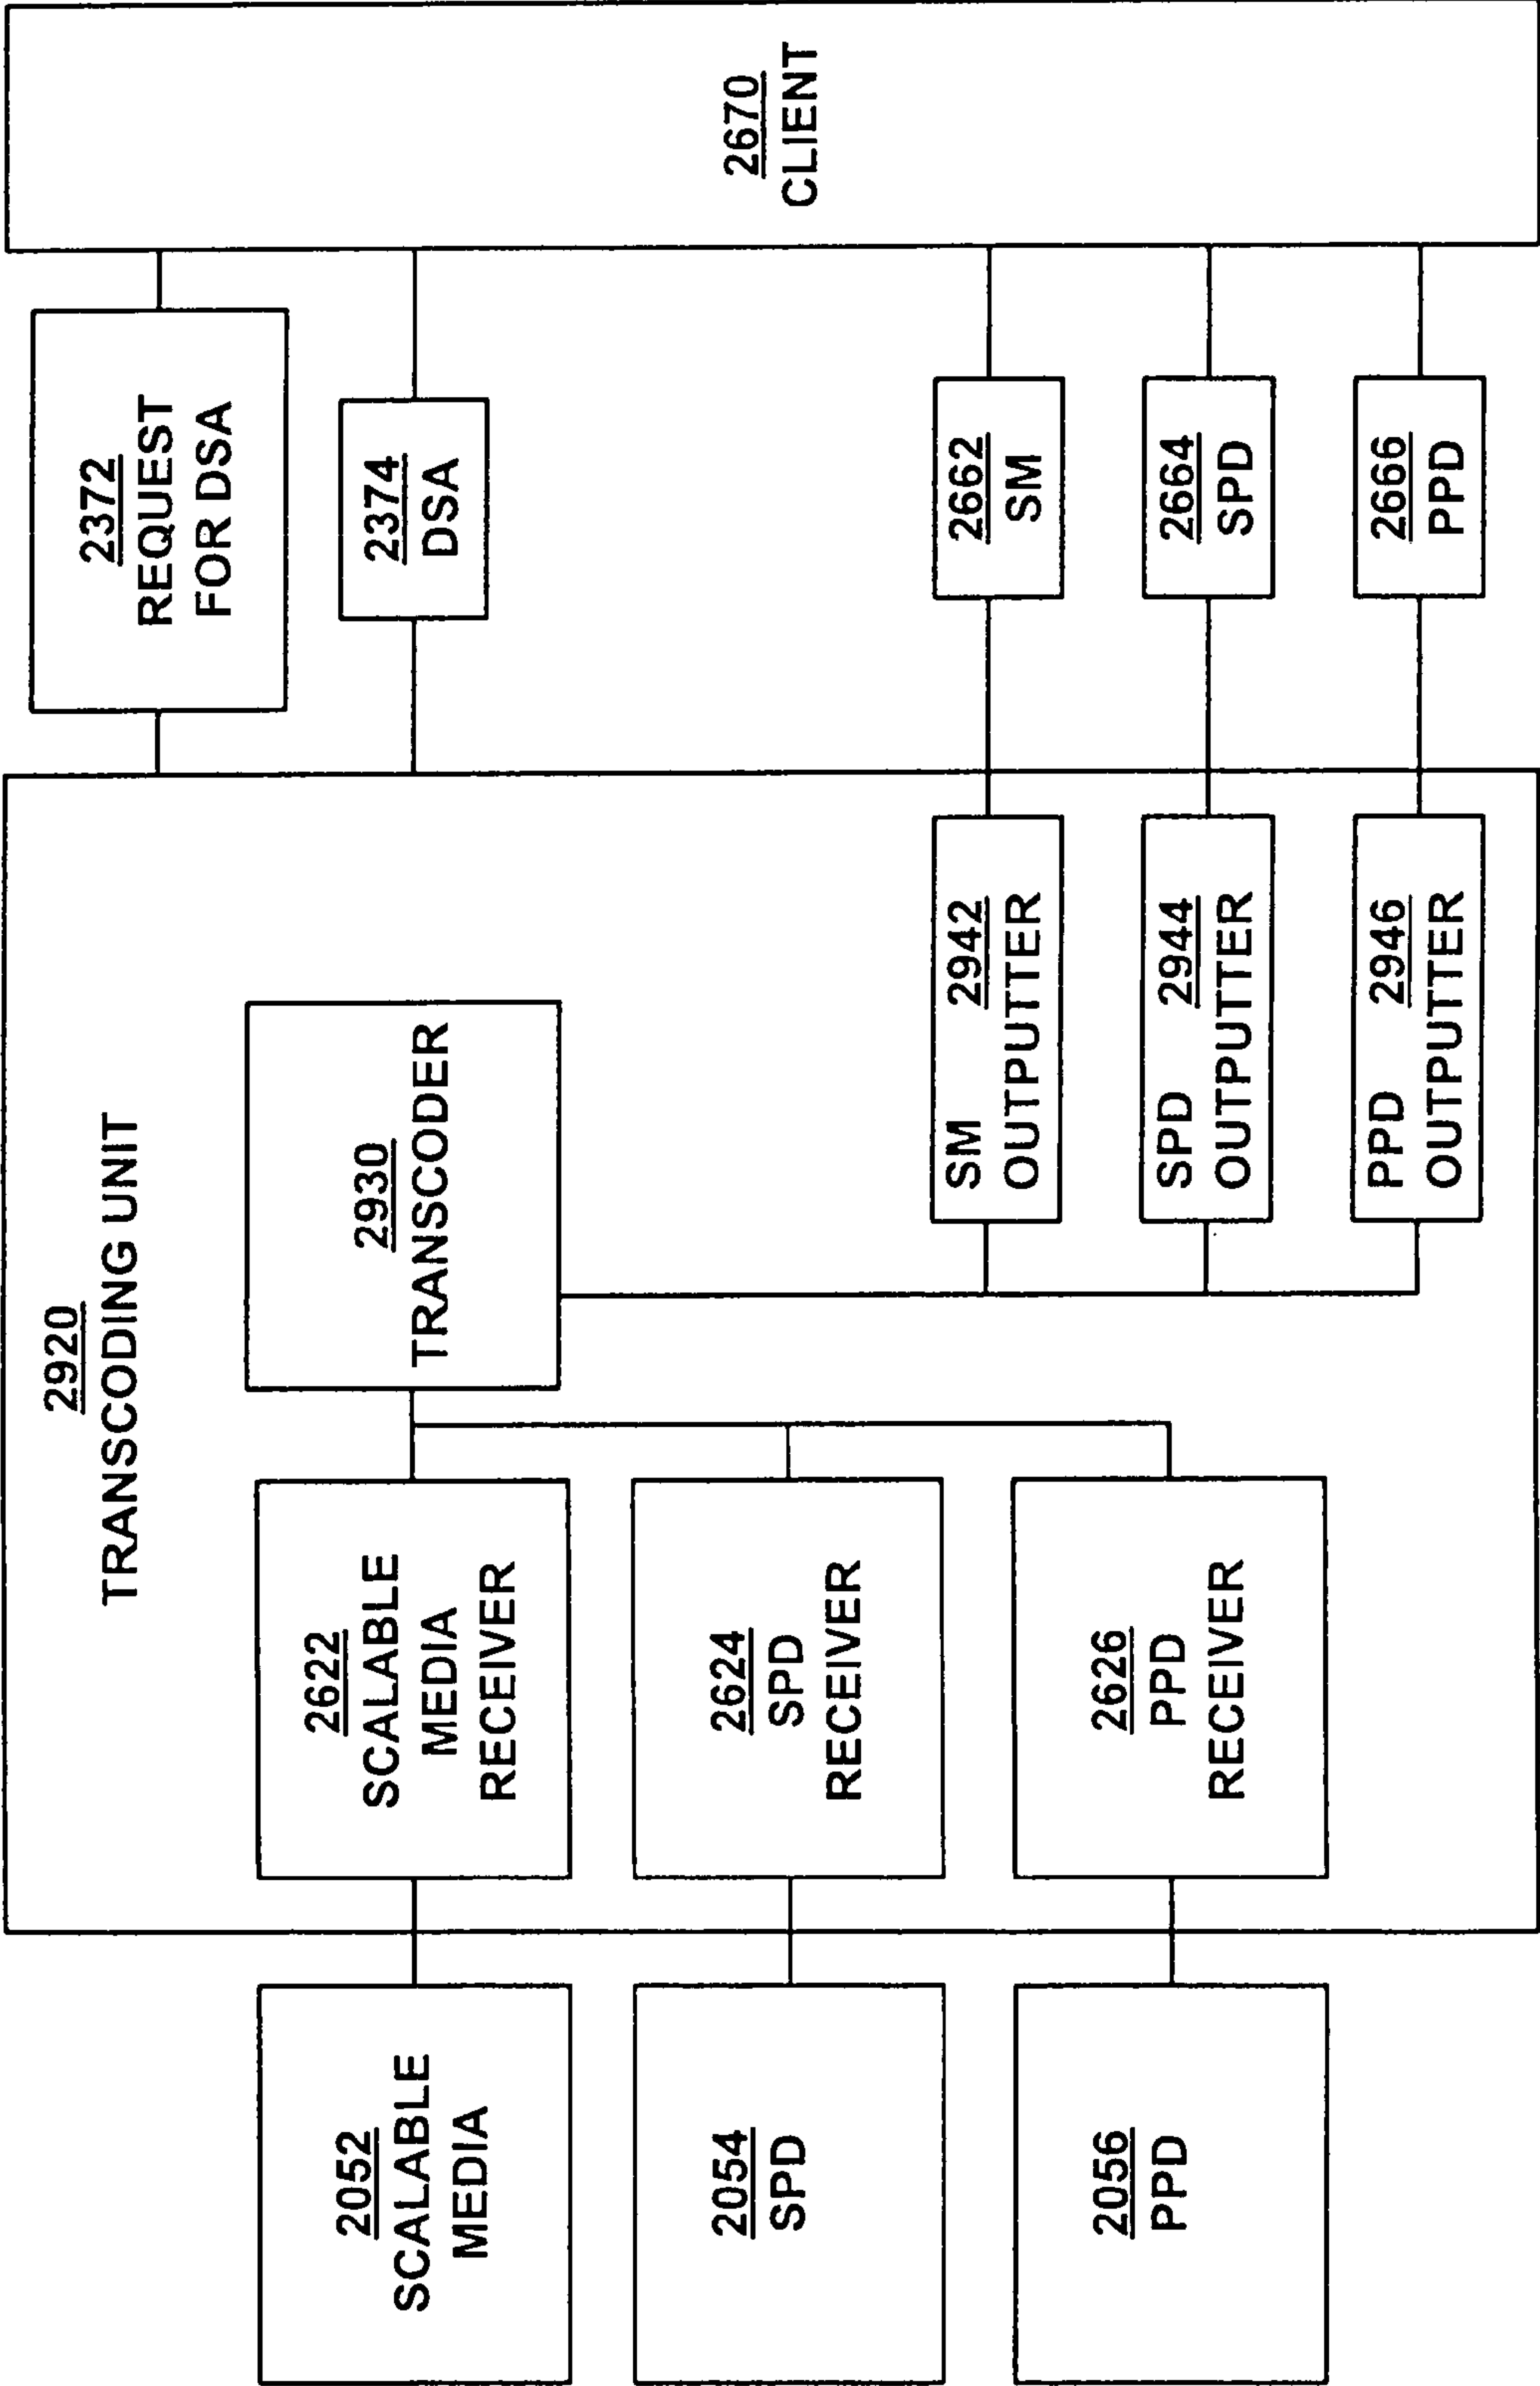 2920
TRANSCODING UNIT
2052
SCALABLE
MEDIA
2622
SCALABLE
MEDIA
RECEIVER
2930
TRANSCODER
2372
REQUEST
FOR DSA
2374
DSA
2670
CLIENT
2054
SPD
2624
SPD
RECEIVER
2056
PPD
2626
PPD
RECEIVER
SM 2942
OUTPUTTER
2662
SM
SPD 2944
OUTPUTTER
2664
SPD
PPD 2946
OUTPUTTER
2666
PPD